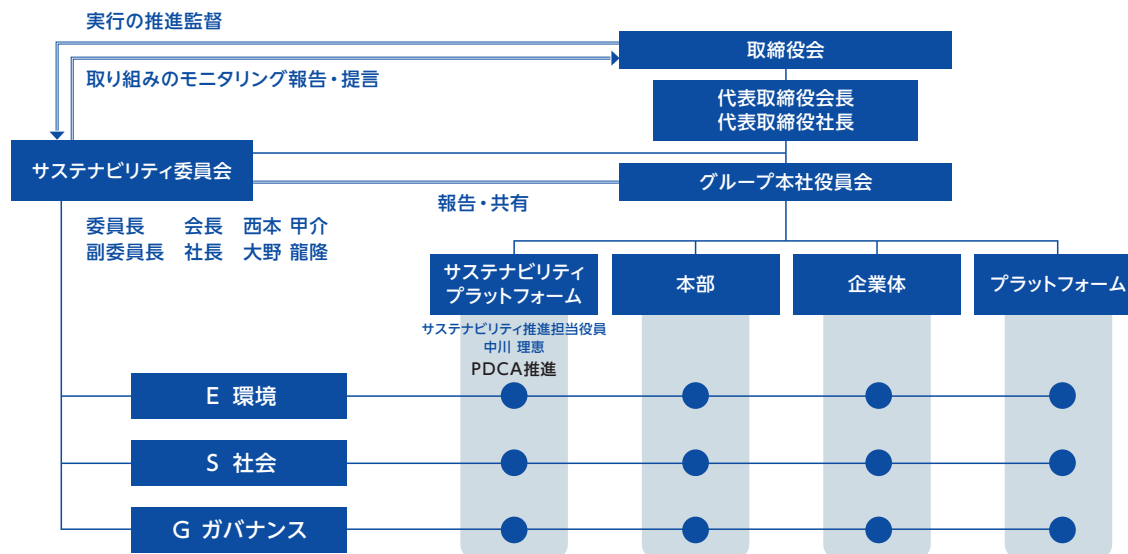 実行の推進監督
取締役会
取り組みのモニタリング報告・提言
代表取締役会長
代表取締役社長
サステナビリティ委員会
グループ本社役員会
報告・共有
委員長 会長 西本 甲介
副委員長 社長 大野 龍隆
サステナビリティ
プラットフォーム
本部
企業体
プラットフォーム
サステナビリティ推進担当役員
中川 理恵
PDCA推進
E 環境
S 社会
G ガバナンス